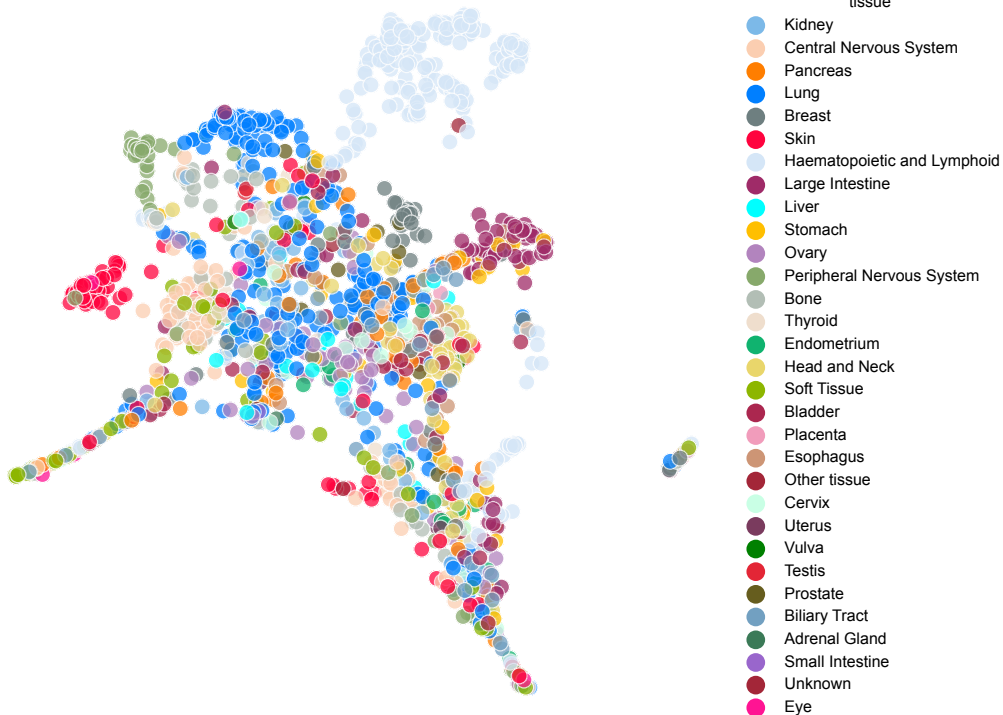 tissue
Kidney
Central Nervous System
Pancreas
Lung
Breast
Skin
Haematopoietic and Lymphoid
Large Intestine
Liver
Stomach
Ovary
Peripheral Nervous System
Bone
Thyroid
Endometrium
Head and Neck
Soft Tissue
Bladder
Placenta
Esophagus
Other tissue
Cervix
Uterus
Vulva
Testis
Prostate
Biliary Tract
Adrenal Gland
Small Intestine
Unknown
Eye